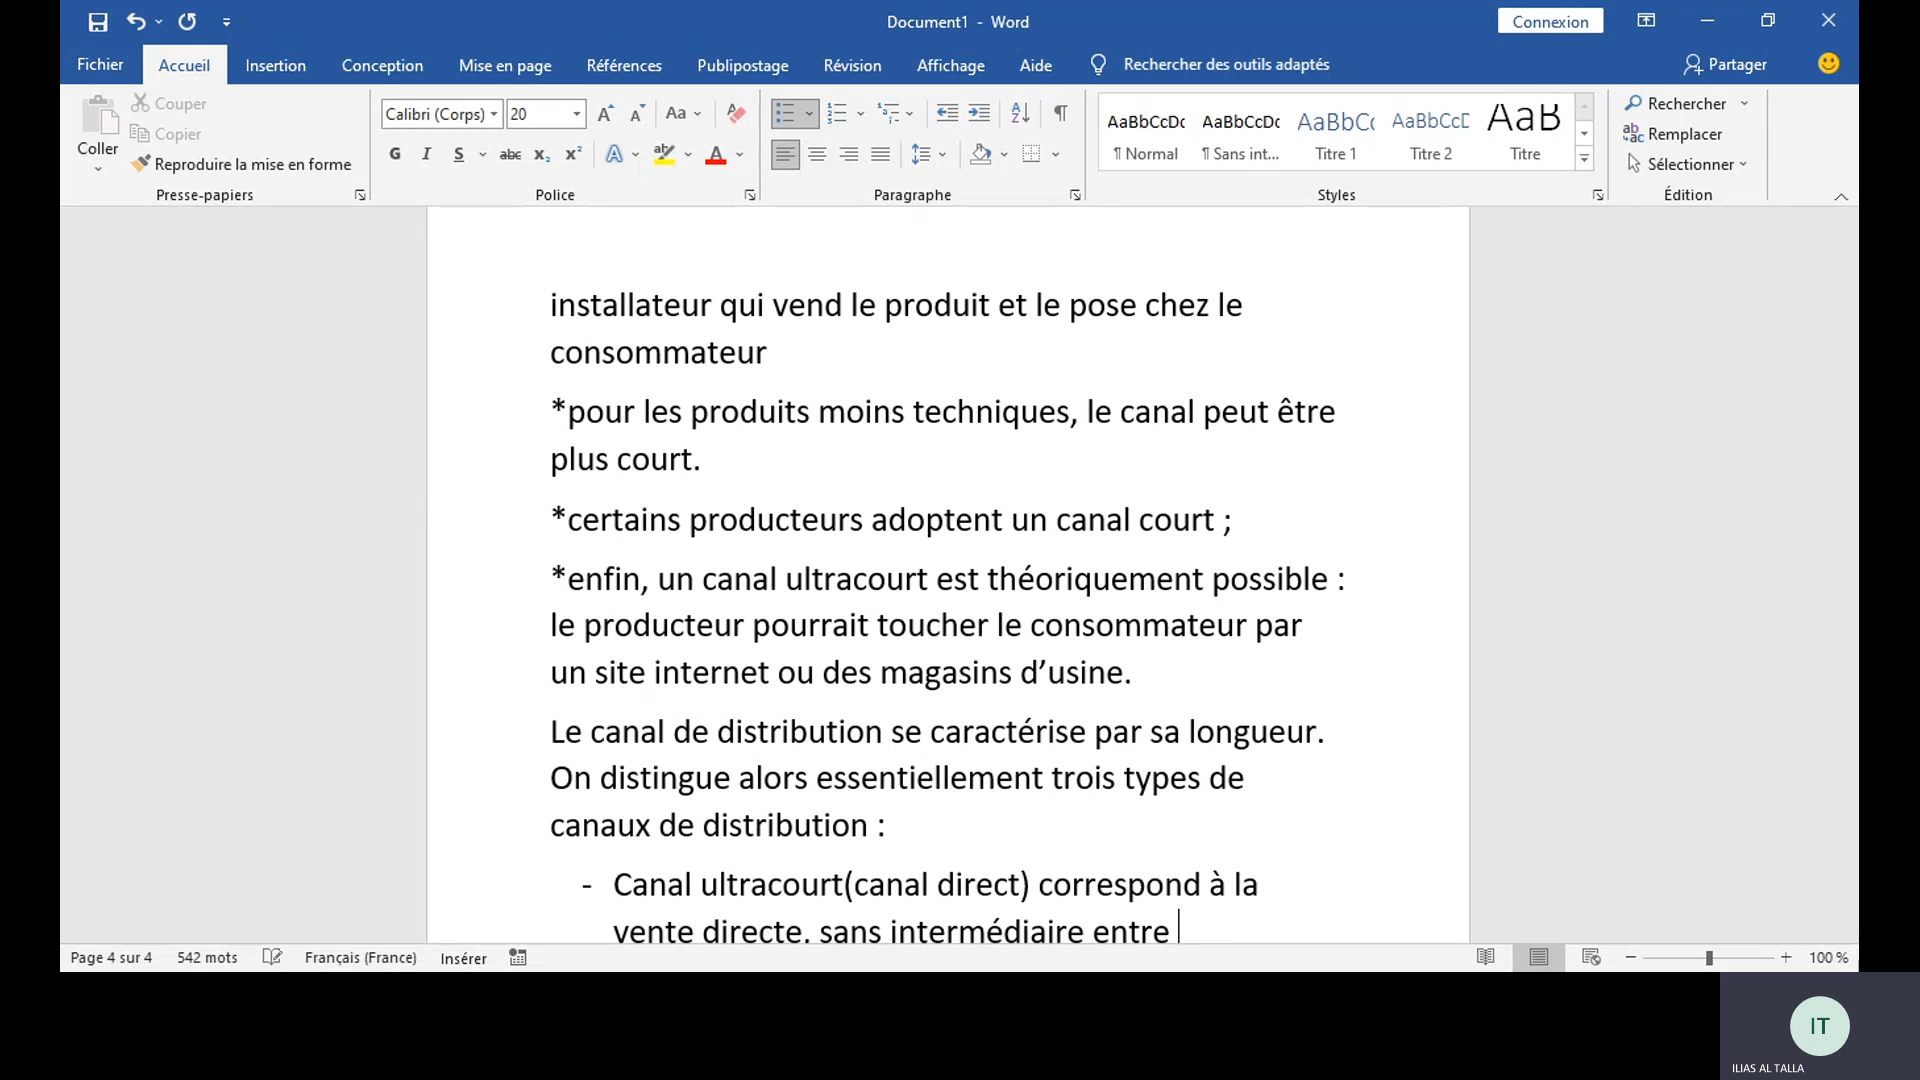 Document1 - Word
Connexion
Fichier
Accueil
Insertion
Conception
Mise en page
Références
Publipostage
Révision
Affichage
Aide
Rechercher des outils adaptés
Partager
Coller
Couper
Copier
Reproduire la mise en forme
Presse-papiers
Calibri (Corps)
20
Aa
G I S abc x₂ x² A A
Police
Paragraphe
AaBbCcDc
¶ Normal
AaBbCcDc
¶ Sans int...
AaBbCc
Titre 1
AaBbCcD
Titre 2
AaB
Titre
Styles
Rechercher
Remplacer
Sélectionner
Édition
installateur qui vend le produit et le pose chez le
consommateur
*pour les produits moins techniques, le canal peut être
plus court.
*certains producteurs adoptent un canal court ;
*enfin, un canal ultracourt est théoriquement possible :
le producteur pourrait toucher le consommateur par
un site internet ou des magasins d’usine.
Le canal de distribution se caractérise par sa longueur.
On distingue alors essentiellement trois types de
canaux de distribution :
- Canal ultracourt(canal direct) correspond à la
vente directe, sans intermédiaire entre
Page 4 sur 4
542 mots
Français (France)
Insérer
100 %
IT
ILIAS AL TALLA